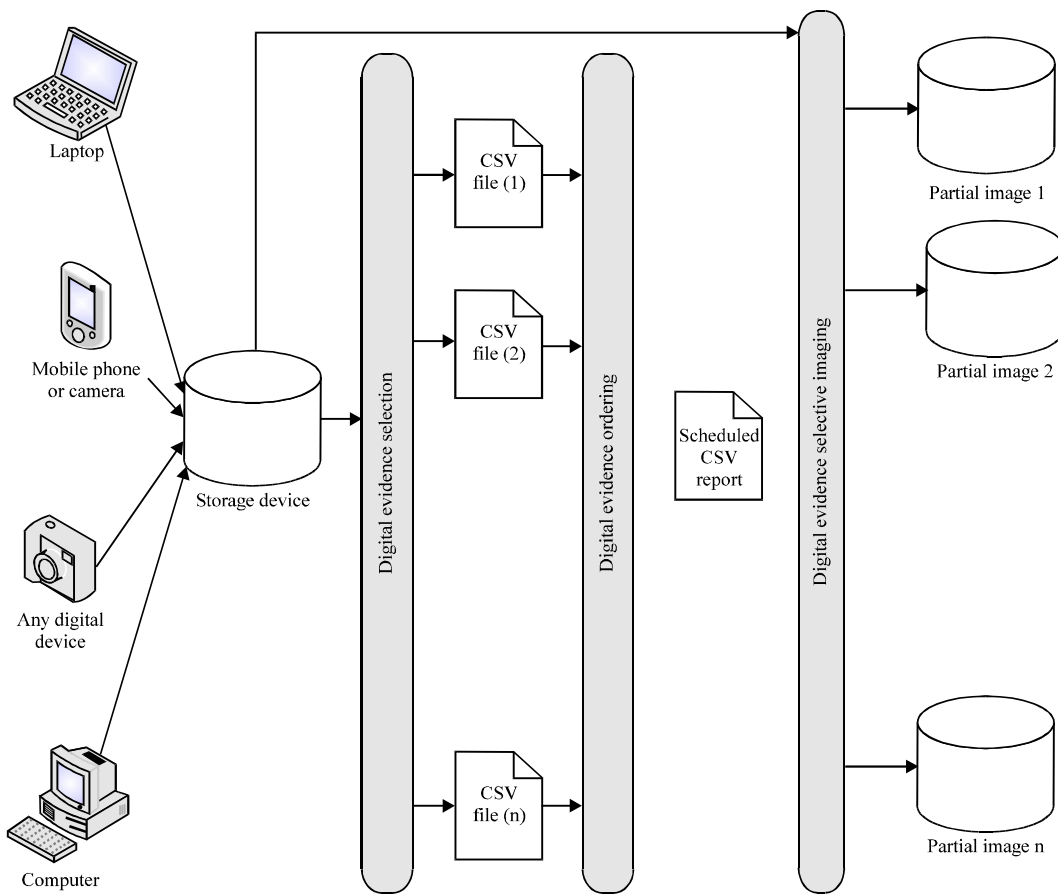 Laptop
Mobile phone
or camera
Any digital
device
Computer
Storage device
Digital evidence selection
CSV
file (1)
CSV
file (2)
CSV
file (n)
Digital evidence ordering
Scheduled
CSV
report
Digital evidence selective imaging
Partial image 1
Partial image 2
Partial image n